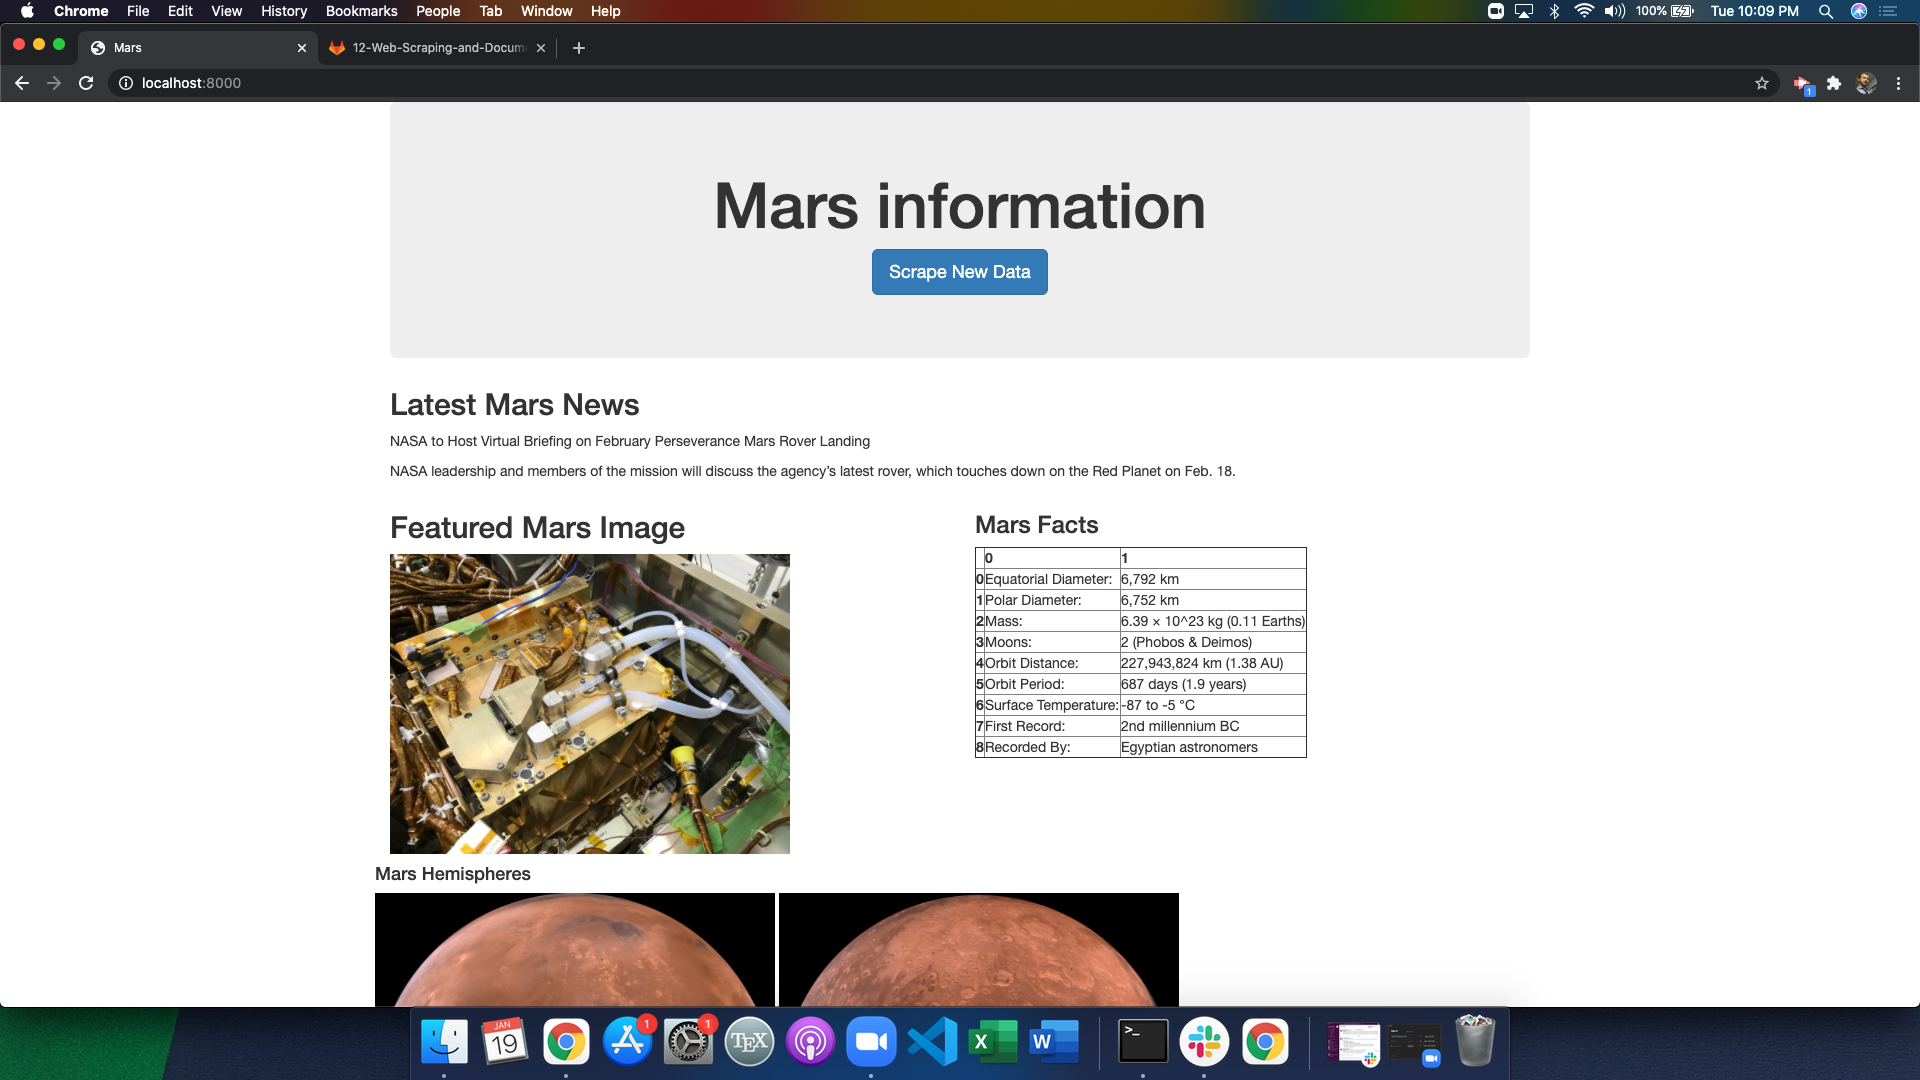 Chrome File Edit View History Bookmarks People Tab Window Help 100% Tue 10:09 PM
Mars 12-Web-Scraping-and-Docum
localhost:8000
1
Mars information
Scrape New Data
Latest Mars News
NASA to Host Virtual Briefing on February Perseverance Mars Rover Landing
NASA leadership and members of the mission will discuss the agency’s latest rover, which touches down on the Red Planet on Feb. 18.
Featured Mars Image
Mars Facts
0 1
0 Equatorial Diameter: 6,792 km
1 Polar Diameter: 6,752 km
2 Mass: 6.39 × 10^23 kg (0.11 Earths)
3 Moons: 2 (Phobos & Deimos)
4 Orbit Distance: 227,943,824 km (1.38 AU)
5 Orbit Period: 687 days (1.9 years)
6 Surface Temperature: -87 to -5 °C
7 First Record: 2nd millennium BC
8 Recorded By: Egyptian astronomers
Mars Hemispheres
JAN
19
1
1
TEX
X
W
>_